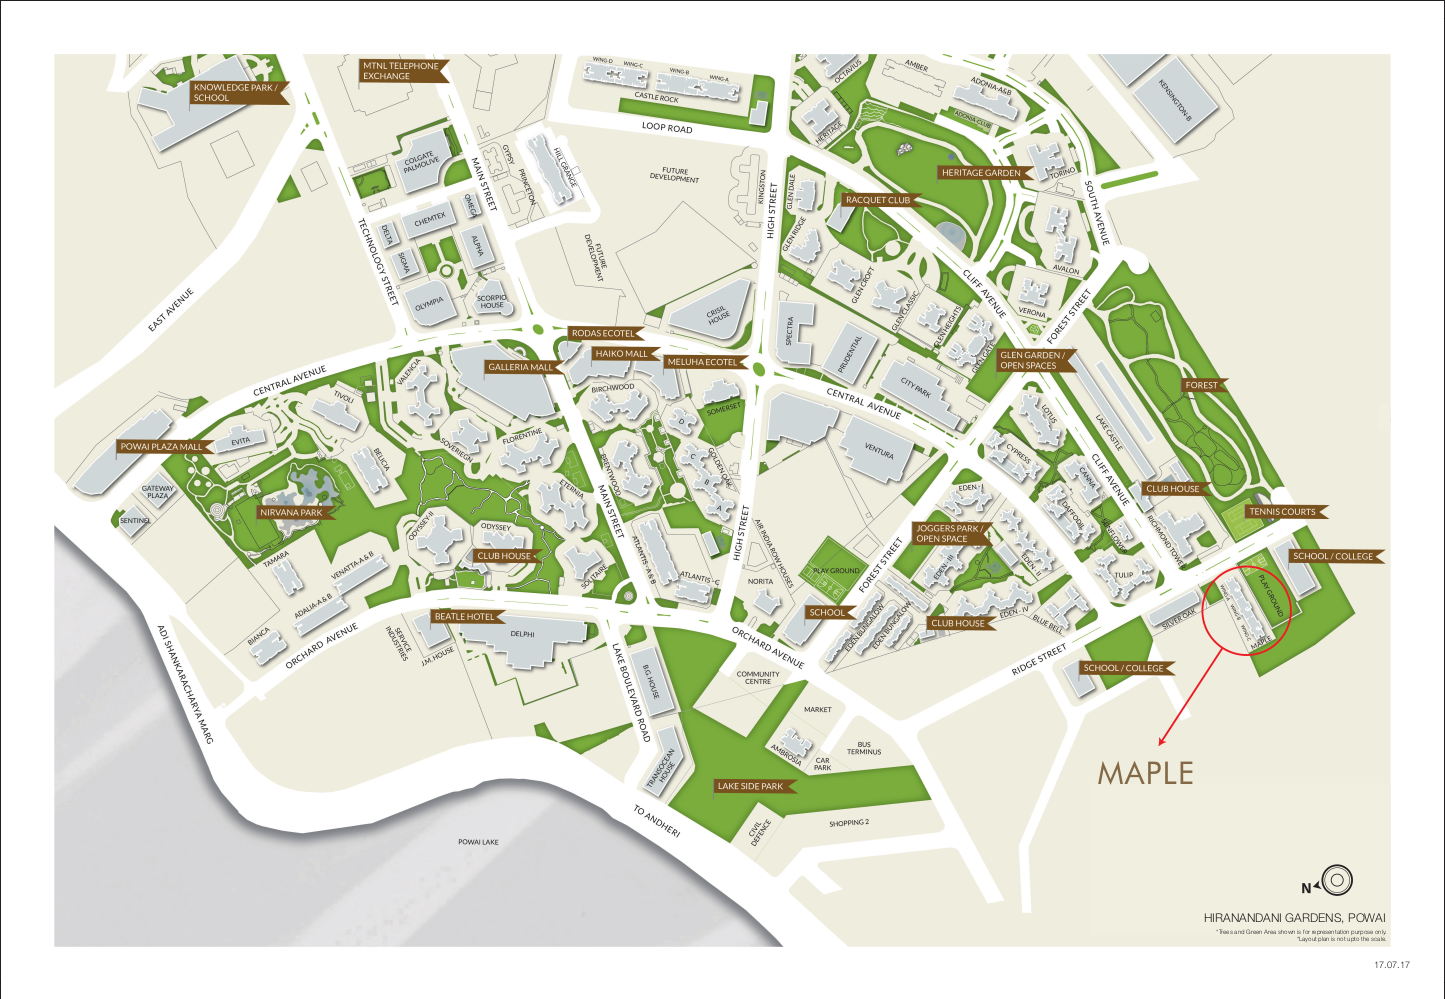 MTNL TELEPHONE
EXCHANGE
KNOWLEDGE PARK /
SCHOOL
WING-D
WING-C
WING-B
WING-A
CASTLE ROCK
LOOP ROAD
OCTAVIUS
AMBER
ADONIA-A&B
ADONIA-CLUB
HERITAGE
KENSINGTON-B
COLGATE
PALMOLIVE
MAIN STREET
GYPSY
PRINCETON
HILLGRANGE
FUTURE
DEVELOPMENT
KINGSTON
HIGH STREET
GLEN DALE
RACQUET CLUB
HERITAGE GARDEN
TORINO
SOUTH AVENUE
OMEGA
CHEMTEX
DELTA
SIGMA
ALPHA
TECHNOLOGY STREET
FUTURE
DEVELOPMENT
GLEN RIDGE
GLEN CROFT
GLEN CLASSIC
GLEN HEIGHTS
GLEN GATE
CLIFF AVENUE
AVALON
VERONA
FOREST STREET
EAST AVENUE
OLYMPIA
SCORPIO
HOUSE
CRISIL
HOUSE
SPECTRA
PRUDENTIAL
RODAS ECOTEL
HAIKO MALL
MELUHA ECOTEL
GALLERIA MALL
GLEN GARDEN /
OPEN SPACES
FOREST
CENTRAL AVENUE
VALENCIA
TIVOLI
BIRCHWOOD
SOMERSET
CITY PARK
CENTRAL AVENUE
LOTUS
LAKE CASTLE
POWAI PLAZA MALL
EVITA
BELICIA
SOVERIEGN
FLORENTINE
D
C
B
A
GOLDEN OAK
BRENTWOOD
VENTURA
CYPRESS
CANNA
CLIFF AVENUE
CLUB HOUSE
GATEWAY
PLAZA
SENTINEL
NIRVANA PARK
ETERNIA
MAIN STREET
HIGH STREET
EDEN - I
DAFFODIL
RICHMOND TOWER
TENNIS COURTS
ODYSSEY-II
ODYSSEY
CLUB HOUSE
JOGGERS PARK /
OPEN SPACE
SCHOOL / COLLEGE
TAMARA
VENATTA-A & B
SOLITAIRE
ATLANTIS - A & B
ATLANTIS - C
AIR INDIA ROW HOUSES
NORITA
PLAY GROUND
FOREST STREET
EDEN - III
TULIP
PLAY GROUND
ADALIA-A & B
BIANCA
ORCHARD AVENUE
BEATLE HOTEL
SCHOOL
EDEN BUNGALOW
EDEN BUNGALOW
CLUB HOUSE
EDEN - IV
BLUE BELL
SILVER OAK
WING-A
WING-B
WING-C
MAPLE
SERVICE
INDUSTRIES
J.M. HOUSE
DELPHI
LAKE BOULEVARD ROAD
B.G. HOUSE
ORCHARD AVENUE
RIDGE STREET
SCHOOL / COLLEGE
ADI SHANKARACHARYA MARG
COMMUNITY
CENTRE
MARKET
BUS
TERMINUS
AMBROSIA
CAR
PARK
TRANSOCEAN
HOUSE
LAKE SIDE PARK
MAPLE
TO ANDHERI
CIVIL
DEFENCE
SHOPPING 2
POWAI LAKE
N
HIRANANDANI GARDENS, POWAI
*Trees and Green Area shown is for representation purpose only.
*Layout plan is not upto the scale.
17.07.17